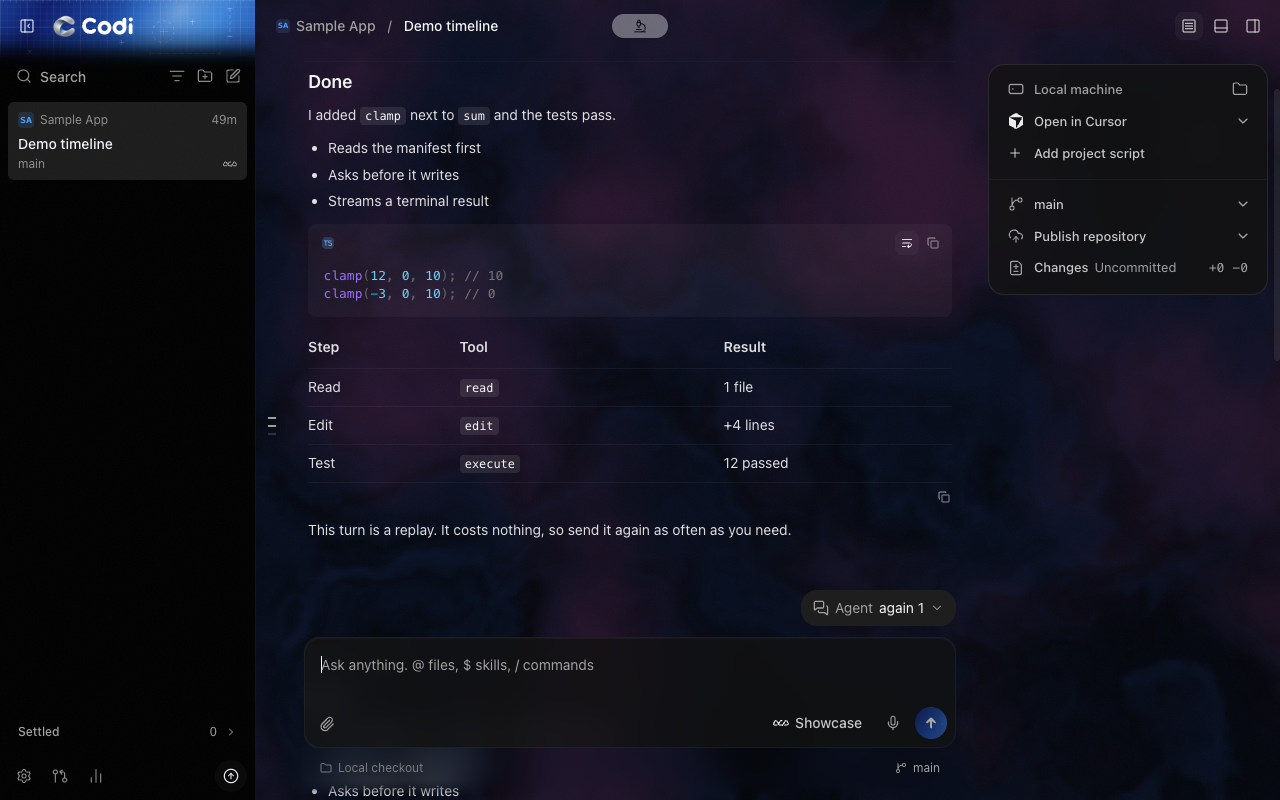 Codi
SA Sample App / Demo timeline
Search
SA Sample App 49m
Demo timeline
main
Settled 0
Done
I added clamp next to sum and the tests pass.
• Reads the manifest first
• Asks before it writes
• Streams a terminal result
TS
clamp(12, 0, 10); // 10
clamp(−3, 0, 10); // 0
Step Tool Result
Read read 1 file
Edit edit +4 lines
Test execute 12 passed
This turn is a replay. It costs nothing, so send it again as often as you need.
Agent again 1
Ask anything. @ files, $ skills, / commands
Showcase
Local checkout main
• Asks before it writes
Local machine
Open in Cursor
Add project script
main
Publish repository
Changes Uncommitted +0 −0